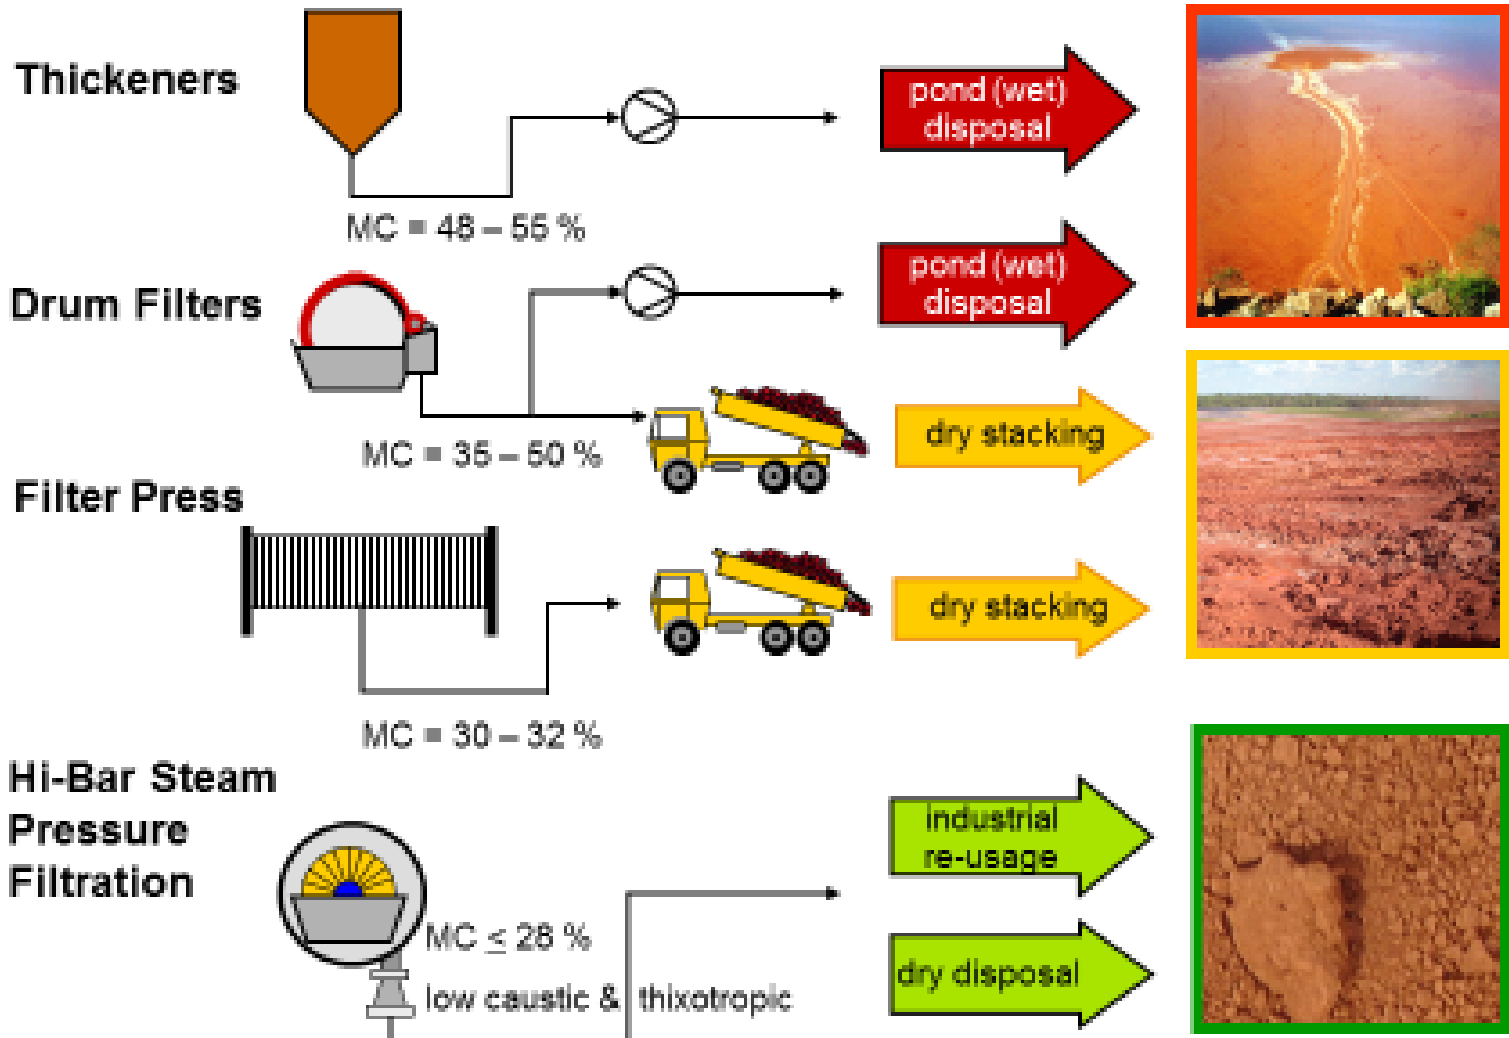 Thickeners
pond (wet)
disposal
MC = 48 – 55 %
Drum Filters
pond (wet)
disposal
dry stacking
MC = 35 – 50 %
Filter Press
dry stacking
MC = 30 – 32 %
Hi-Bar Steam
Pressure
Filtration
industrial
re-usage
MC ≤ 28 %
dry disposal
low caustic & thixotropic